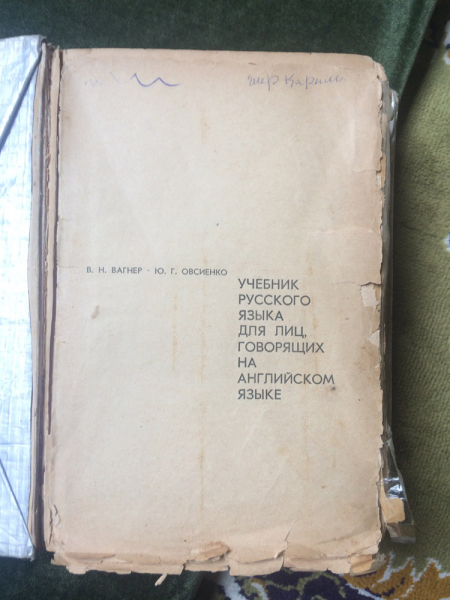 В. Н. ВАГНЕР · Ю. Г. ОВСИЕНКО
УЧЕБНИК
РУССКОГО
ЯЗЫКА
ДЛЯ ЛИЦ,
ГОВОРЯЩИХ
НА
АНГЛИЙСКОМ
ЯЗЫКЕ